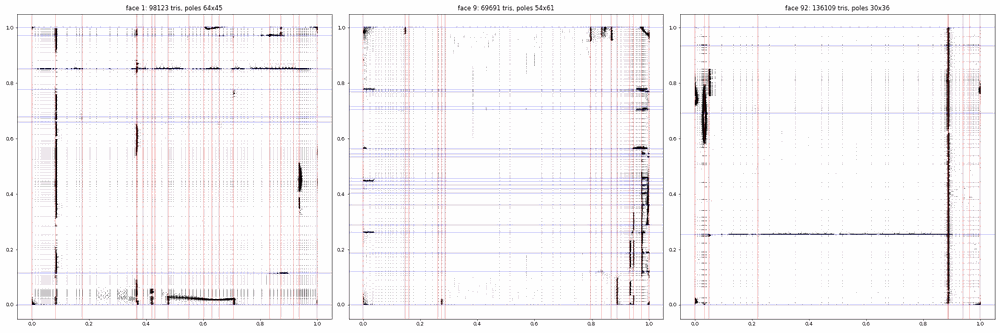 face 1: 98123 tris, poles 64x45
face 9: 69691 tris, poles 54x61
face 92: 136109 tris, poles 30x36
1.0 1.0 1.0
0.8 0.8 0.8
0.6 0.6 0.6
0.4 0.4 0.4
0.2 0.2 0.2
0.0 0.0 0.0
0.0 0.2 0.4 0.6 0.8 1.0 0.0 0.2 0.4 0.6 0.8 1.0 0.0 0.2 0.4 0.6 0.8 1.0